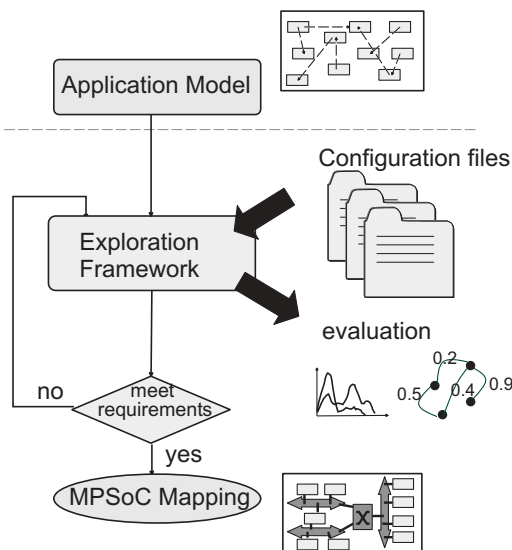 Application Model
Configuration files
Exploration
Framework
evaluation
0.2
0.5
0.4
0.9
no
meet
requirements
yes
MPSoC Mapping
X